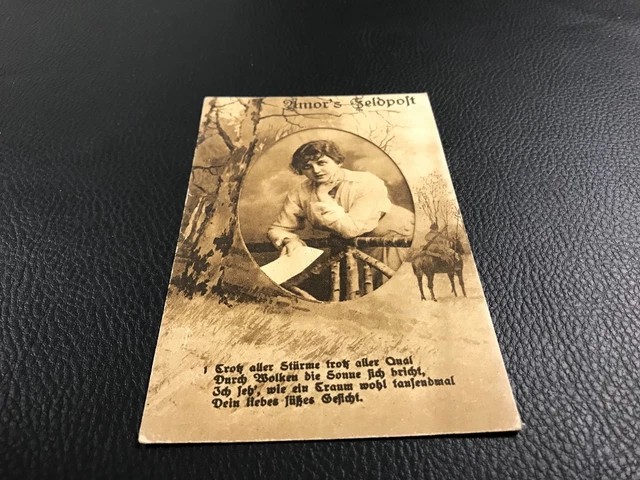 Amor's Feldpost
1 Trotz aller Stürme trotz aller Qual
Durch Wolken die Sonne sich bricht,
Ich seh', wie ein Traum wohl tausendmal
Dein liebes süßes Gesicht.